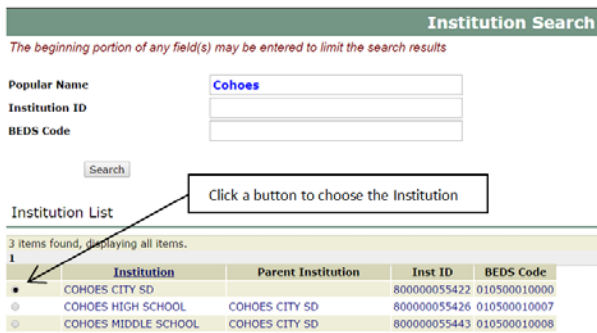 Institution Search
The beginning portion of any field(s) may be entered to limit the search results
Popular Name Cohoes
Institution ID
BEDS Code
Search
Click a button to choose the Institution
Institution List
3 items found, displaying all items.
1
Institution Parent Institution Inst ID BEDS Code
COHOES CITY SD 800000055422 010500010000
COHOES HIGH SCHOOL COHOES CITY SD 800000055426 010500010007
COHOES MIDDLE SCHOOL COHOES CITY SD 800000055443 010500010008